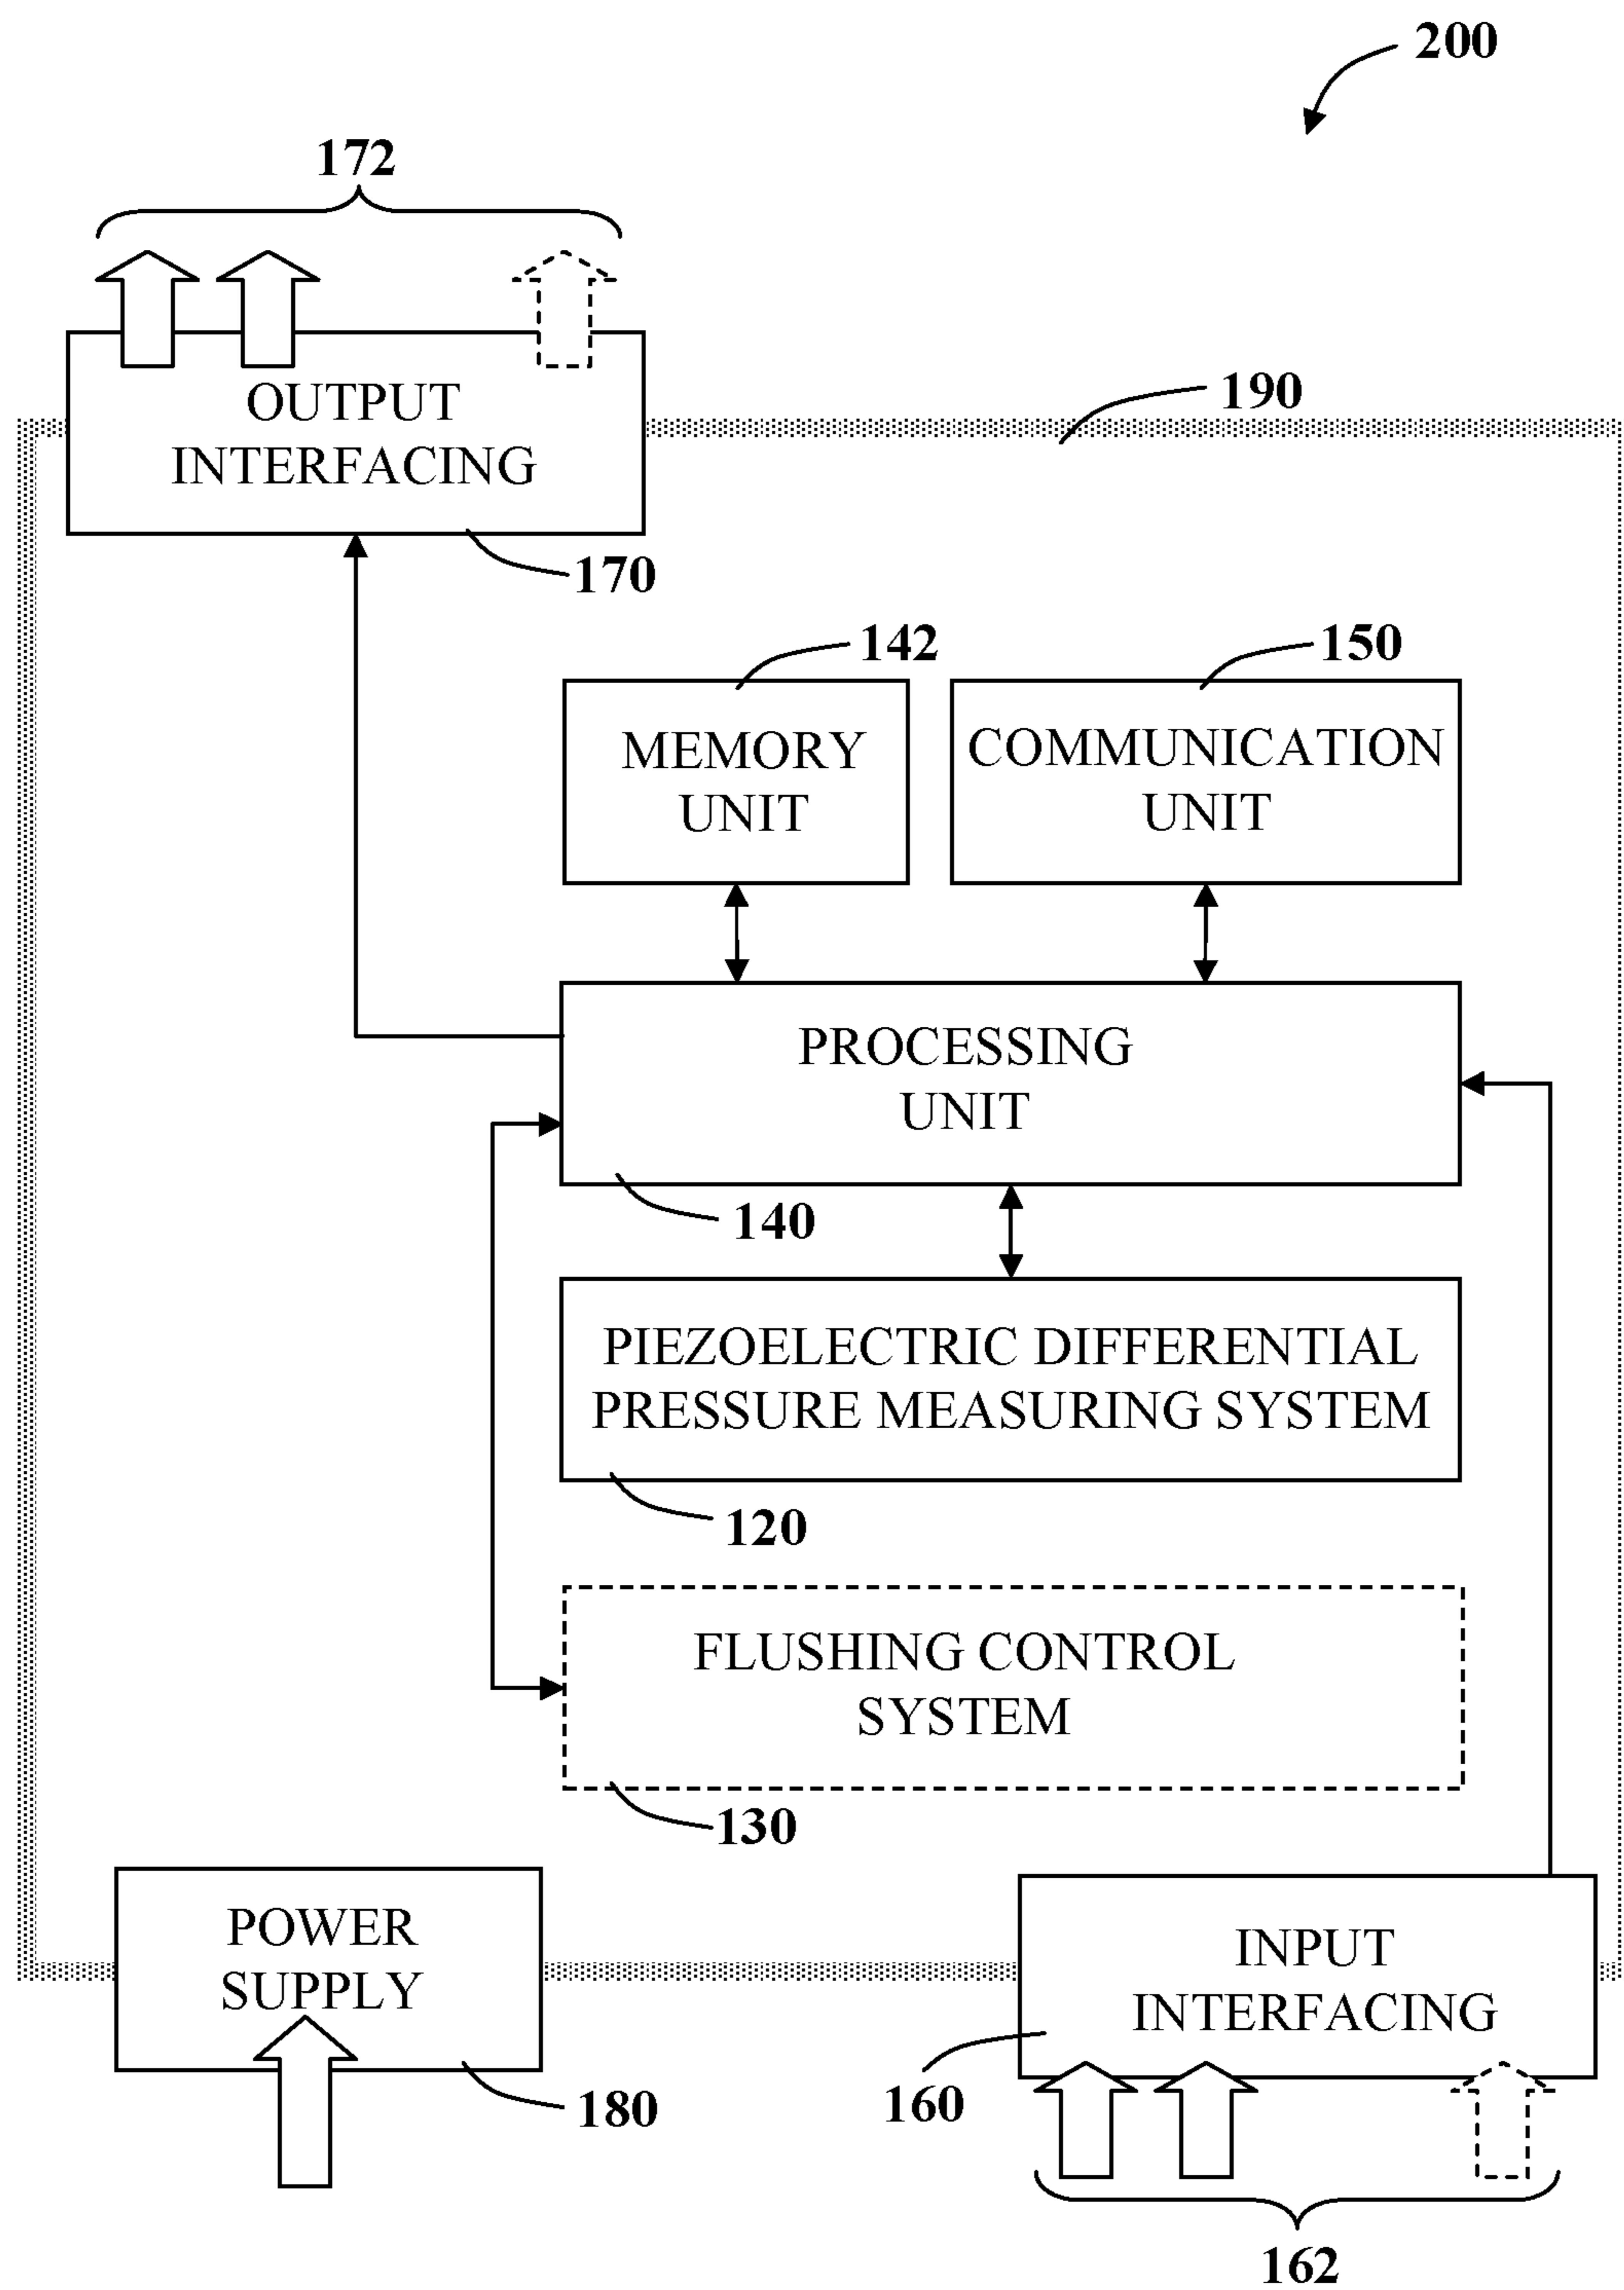 200
172
OUTPUT
INTERFACING
190
170
142
150
MEMORY
UNIT
COMMUNICATION
UNIT
PROCESSING
UNIT
140
PIEZOELECTRIC DIFFERENTIAL
PRESSURE MEASURING SYSTEM
120
FLUSHING CONTROL
SYSTEM
130
POWER
SUPPLY
180
INPUT
INTERFACING
160
162